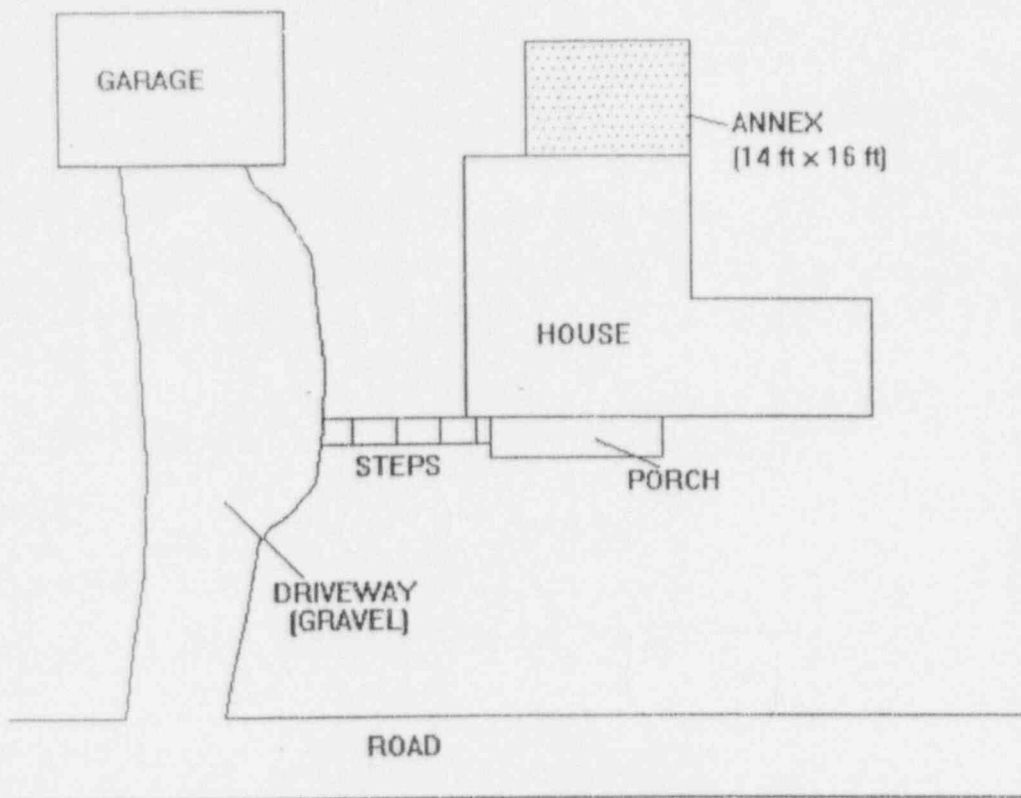 GARAGE
ANNEX
(14 ft × 16 ft)
HOUSE
STEPS
PORCH
DRIVEWAY
(GRAVEL)
ROAD